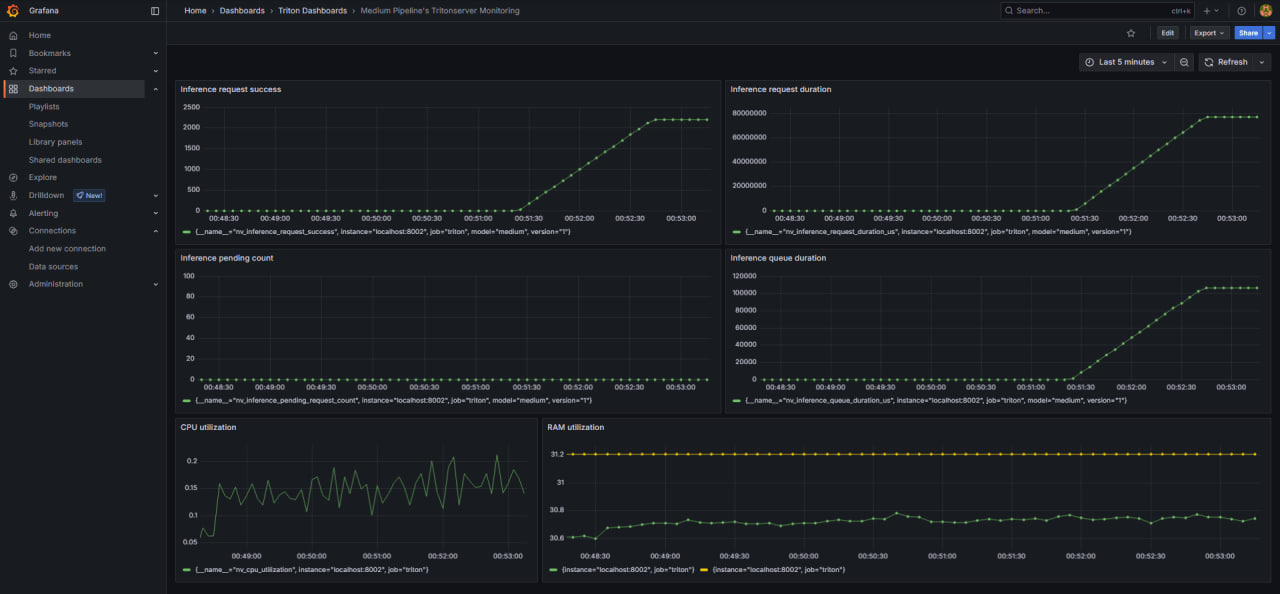 Grafana
Home › Dashboards › Triton Dashboards › Medium Pipeline's Tritonserver Monitoring
Search...
ctrl+k
Edit
Export
Share
Home
Bookmarks
Starred
Dashboards
Playlists
Snapshots
Library panels
Shared dashboards
Explore
Drilldown
New!
Alerting
Connections
Add new connection
Data sources
Administration
Last 5 minutes
Refresh
Inference request success
2500
2000
1500
1000
500
0
00:48:30 00:49:00 00:49:30 00:50:00 00:50:30 00:51:00 00:51:30 00:52:00 00:52:30 00:53:00
{__name__="nv_inference_request_success", instance="localhost:8002", job="triton", model="medium", version="1"}
Inference request duration
80000000
60000000
40000000
20000000
0
00:48:30 00:49:00 00:49:30 00:50:00 00:50:30 00:51:00 00:51:30 00:52:00 00:52:30 00:53:00
{__name__="nv_inference_request_duration_us", instance="localhost:8002", job="triton", model="medium", version="1"}
Inference pending count
100
80
60
40
20
0
00:48:30 00:49:00 00:49:30 00:50:00 00:50:30 00:51:00 00:51:30 00:52:00 00:52:30 00:53:00
{__name__="nv_inference_pending_request_count", instance="localhost:8002", job="triton", model="medium", version="1"}
Inference queue duration
120000
100000
80000
60000
40000
20000
0
00:48:30 00:49:00 00:49:30 00:50:00 00:50:30 00:51:00 00:51:30 00:52:00 00:52:30 00:53:00
{__name__="nv_inference_queue_duration_us", instance="localhost:8002", job="triton", model="medium", version="1"}
CPU utilization
0.2
0.15
0.1
0.05
00:49:00 00:50:00 00:51:00 00:52:00 00:53:00
{__name__="nv_cpu_utilization", instance="localhost:8002", job="triton"}
RAM utilization
31.2
31
30.8
30.6
00:48:30 00:49:00 00:49:30 00:50:00 00:50:30 00:51:00 00:51:30 00:52:00 00:52:30 00:53:00
{instance="localhost:8002", job="triton"} {instance="localhost:8002", job="triton"}